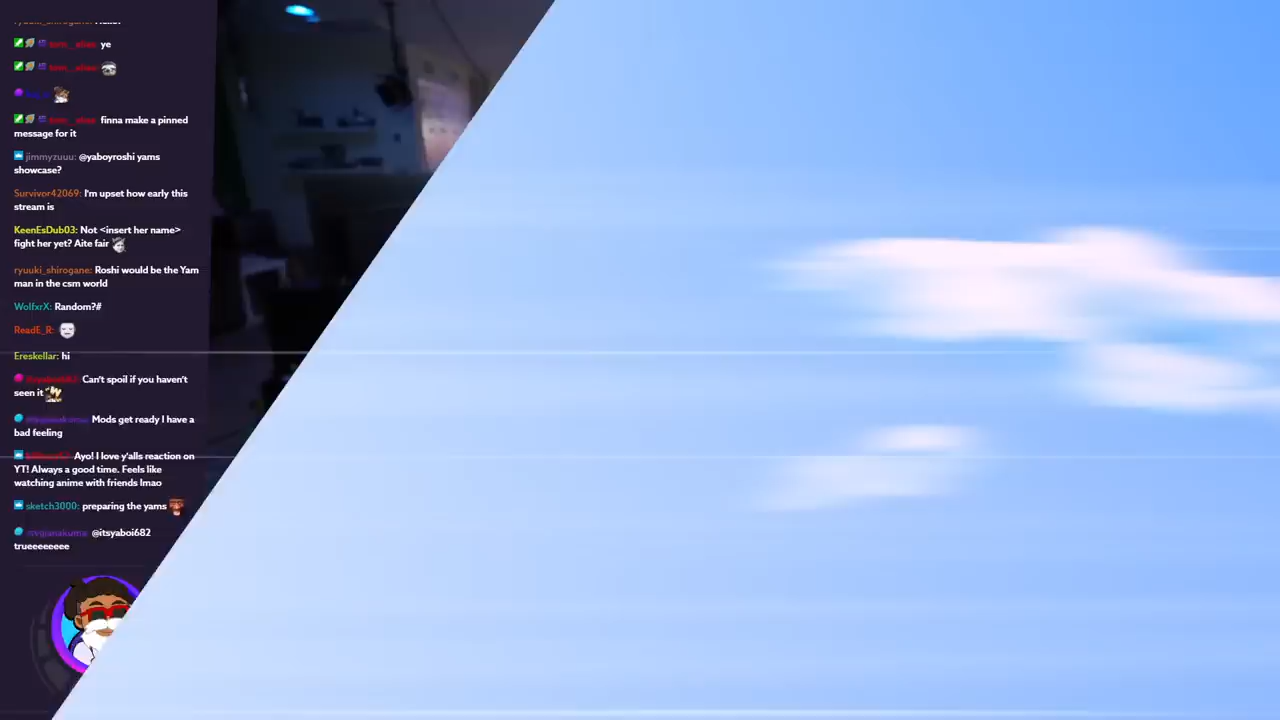 ye
finna make a pinned
message for it
jimmyzuuu: @yaboyroshi yams
showcase?
Survivor42069: I'm upset how early this
stream is
KeenEsDub03: Not <insert her name>
fight her yet? Aite fair
ryuuki_shirogane: Roshi would be the Yam
man in the csm world
WolfxrX: Random?#
ReadE_R:
Ereskellar: hi
Can't spoil if you haven't
seen it
Mods get ready I have a
bad feeling
Ayo! I love y'alls reaction on
YT! Always a good time. Feels like
watching anime with friends lmao
sketch3000: preparing the yams
@itsyaboi682
trueeeeeeee